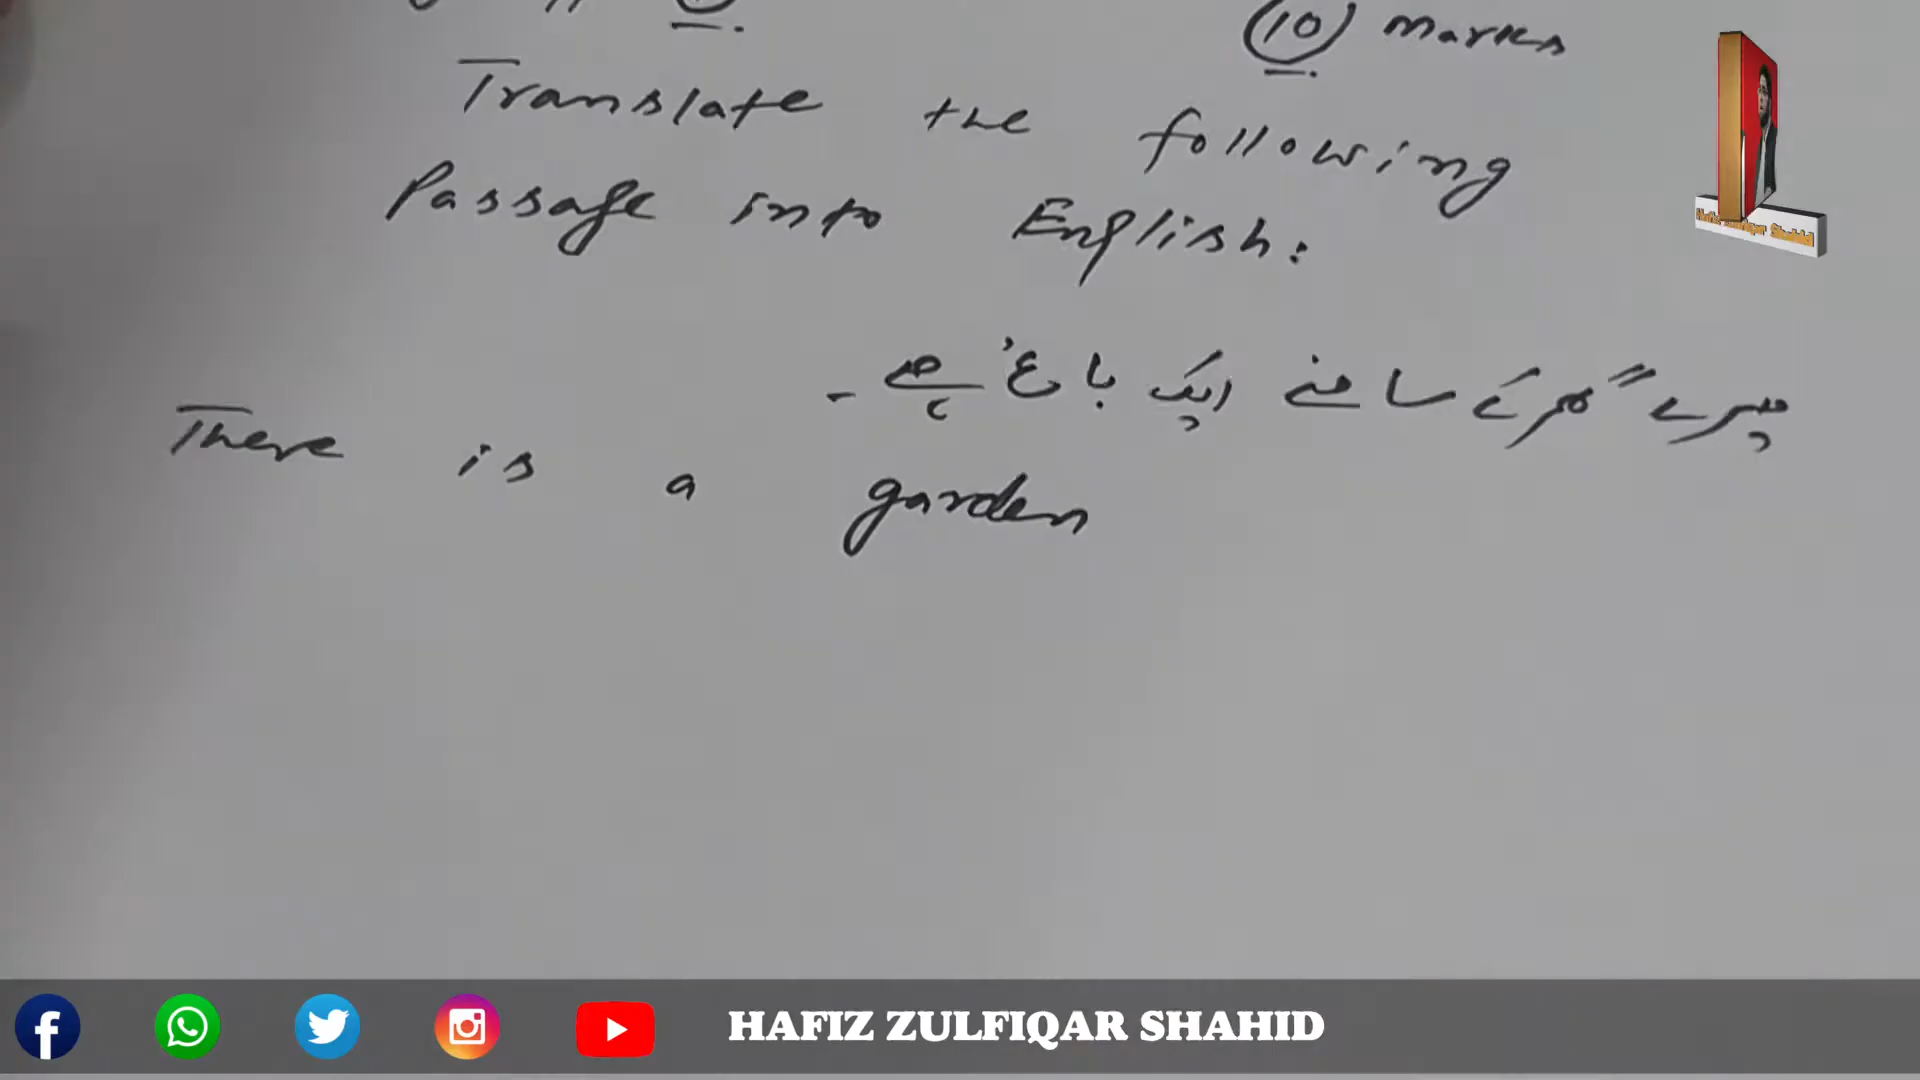 10 marks
Translate the following
Passage into English:
میرے گھر کے سامنے ایک باغ ہے ۔
There is a garden
HAFIZ ZULFIQAR SHAHID